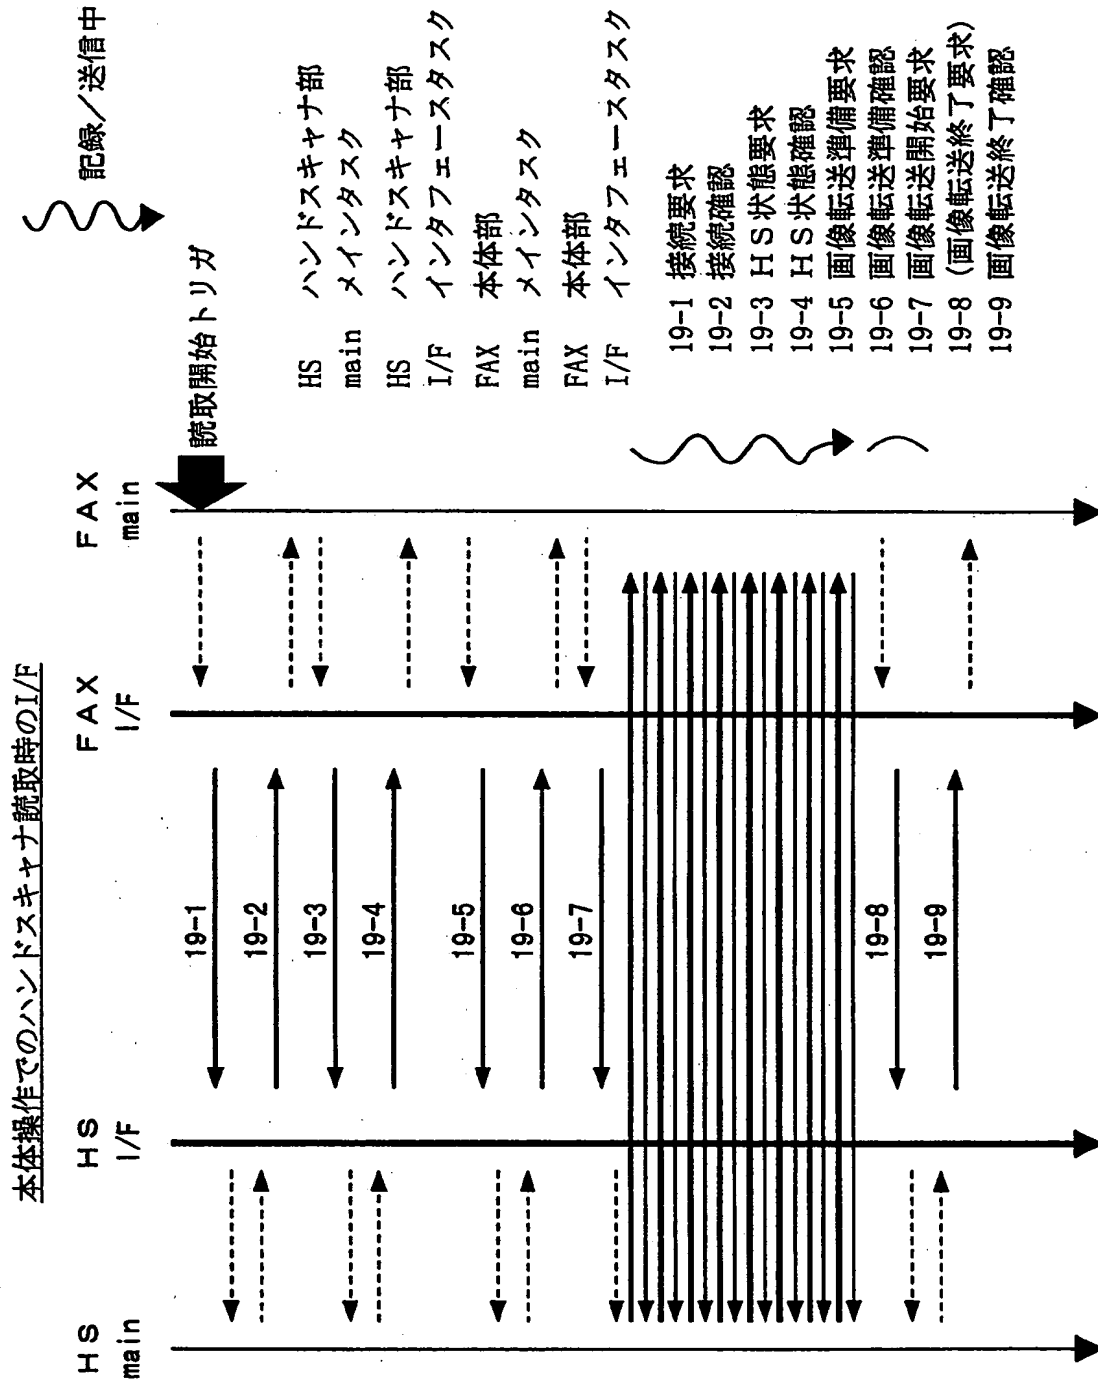 本体操作でのハンドスキャナ読取時のI/F
HS
main
HS
I/F
FAX
I/F
FAX
main
読取開始トリガ
記録/送信中
19-1
19-2
19-3
19-4
19-5
19-6
19-7
19-8
19-9
HS ハンドスキャナ部
main メインタスク
HS ハンドスキャナ部
I/F インタフェースタスク
FAX 本体部
main メインタスク
FAX 本体部
I/F インタフェースタスク
19-1 接続要求
19-2 接続確認
19-3 HS状態要求
19-4 HS状態確認
19-5 画像転送準備要求
19-6 画像転送準備確認
19-7 画像転送開始要求
19-8 (画像転送終了要求)
19-9 画像転送終了確認